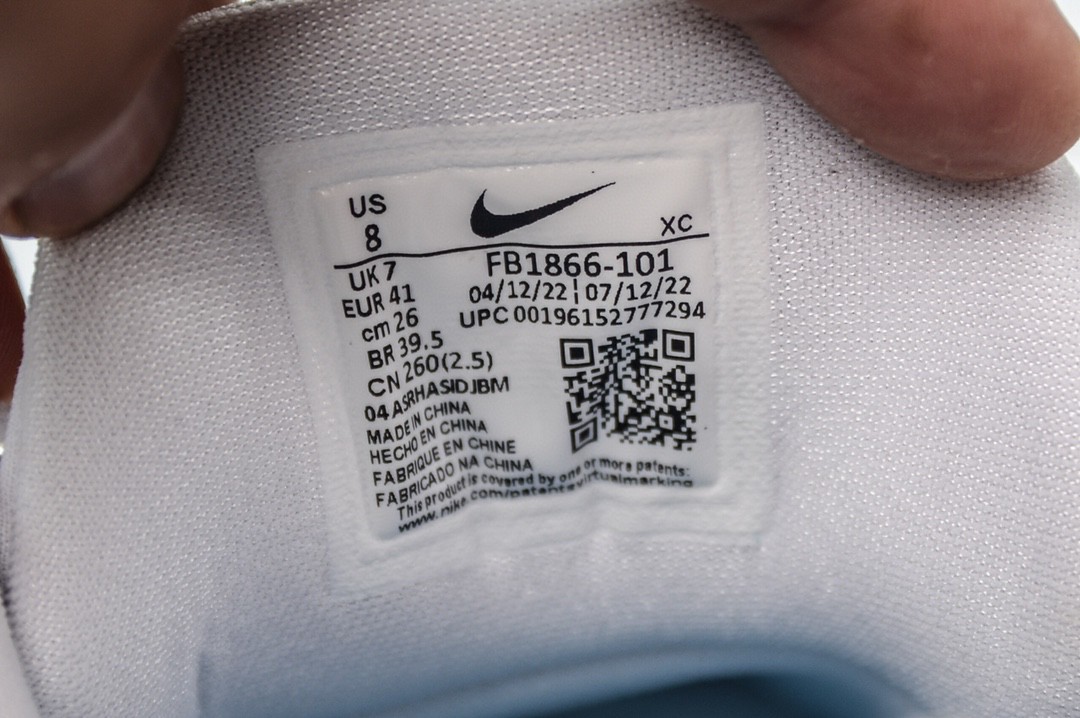 US
8
XC
UK 7
EUR 41
cm 26
BR 39.5
CN 260(2.5)
FB1866-101
04/12/22¦07/12/22
UPC 00196152777294
04 ASRHASIDJBM
MADE IN CHINA
HECHO EN CHINA
FABRIQUE EN CHINE
FABRICADO NA CHINA
This product is covered by one or more patents:
www.nike.com/patentsvirtualmarking